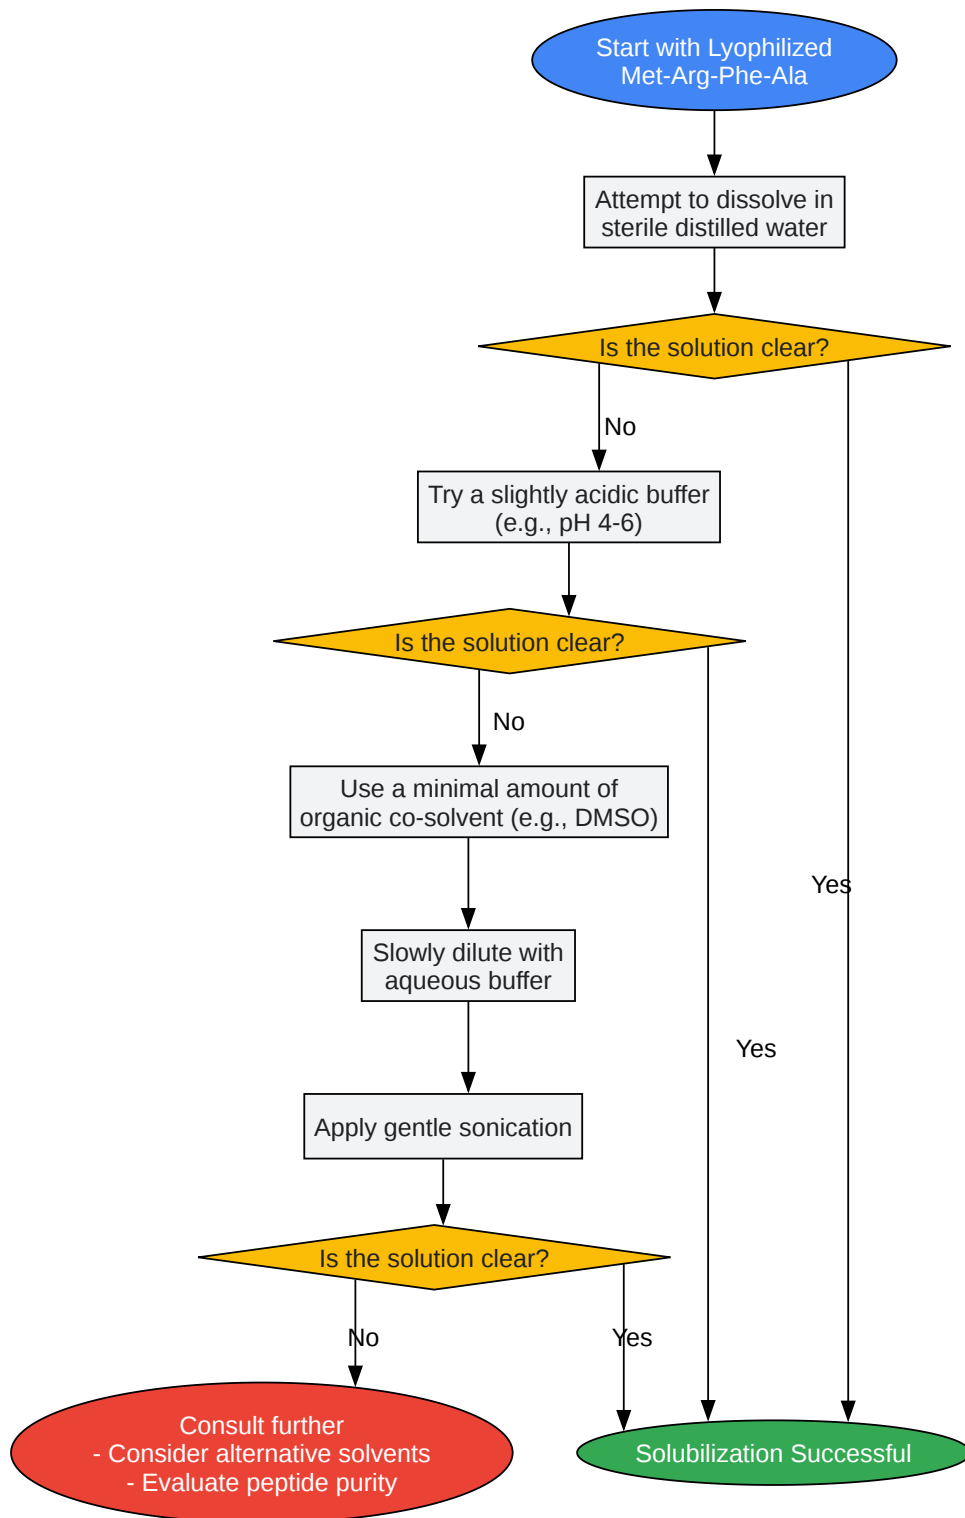 Start with Lyophilized
Met-Arg-Phe-Ala
Attempt to dissolve in
sterile distilled water
Is the solution clear?
No
Try a slightly acidic buffer
(e.g., pH 4-6)
Is the solution clear?
No
Use a minimal amount of
organic co-solvent (e.g., DMSO)
Yes
Slowly dilute with
aqueous buffer
Yes
Apply gentle sonication
Is the solution clear?
No
Yes
Consult further
- Consider alternative solvents
- Evaluate peptide purity
Solubilization Successful